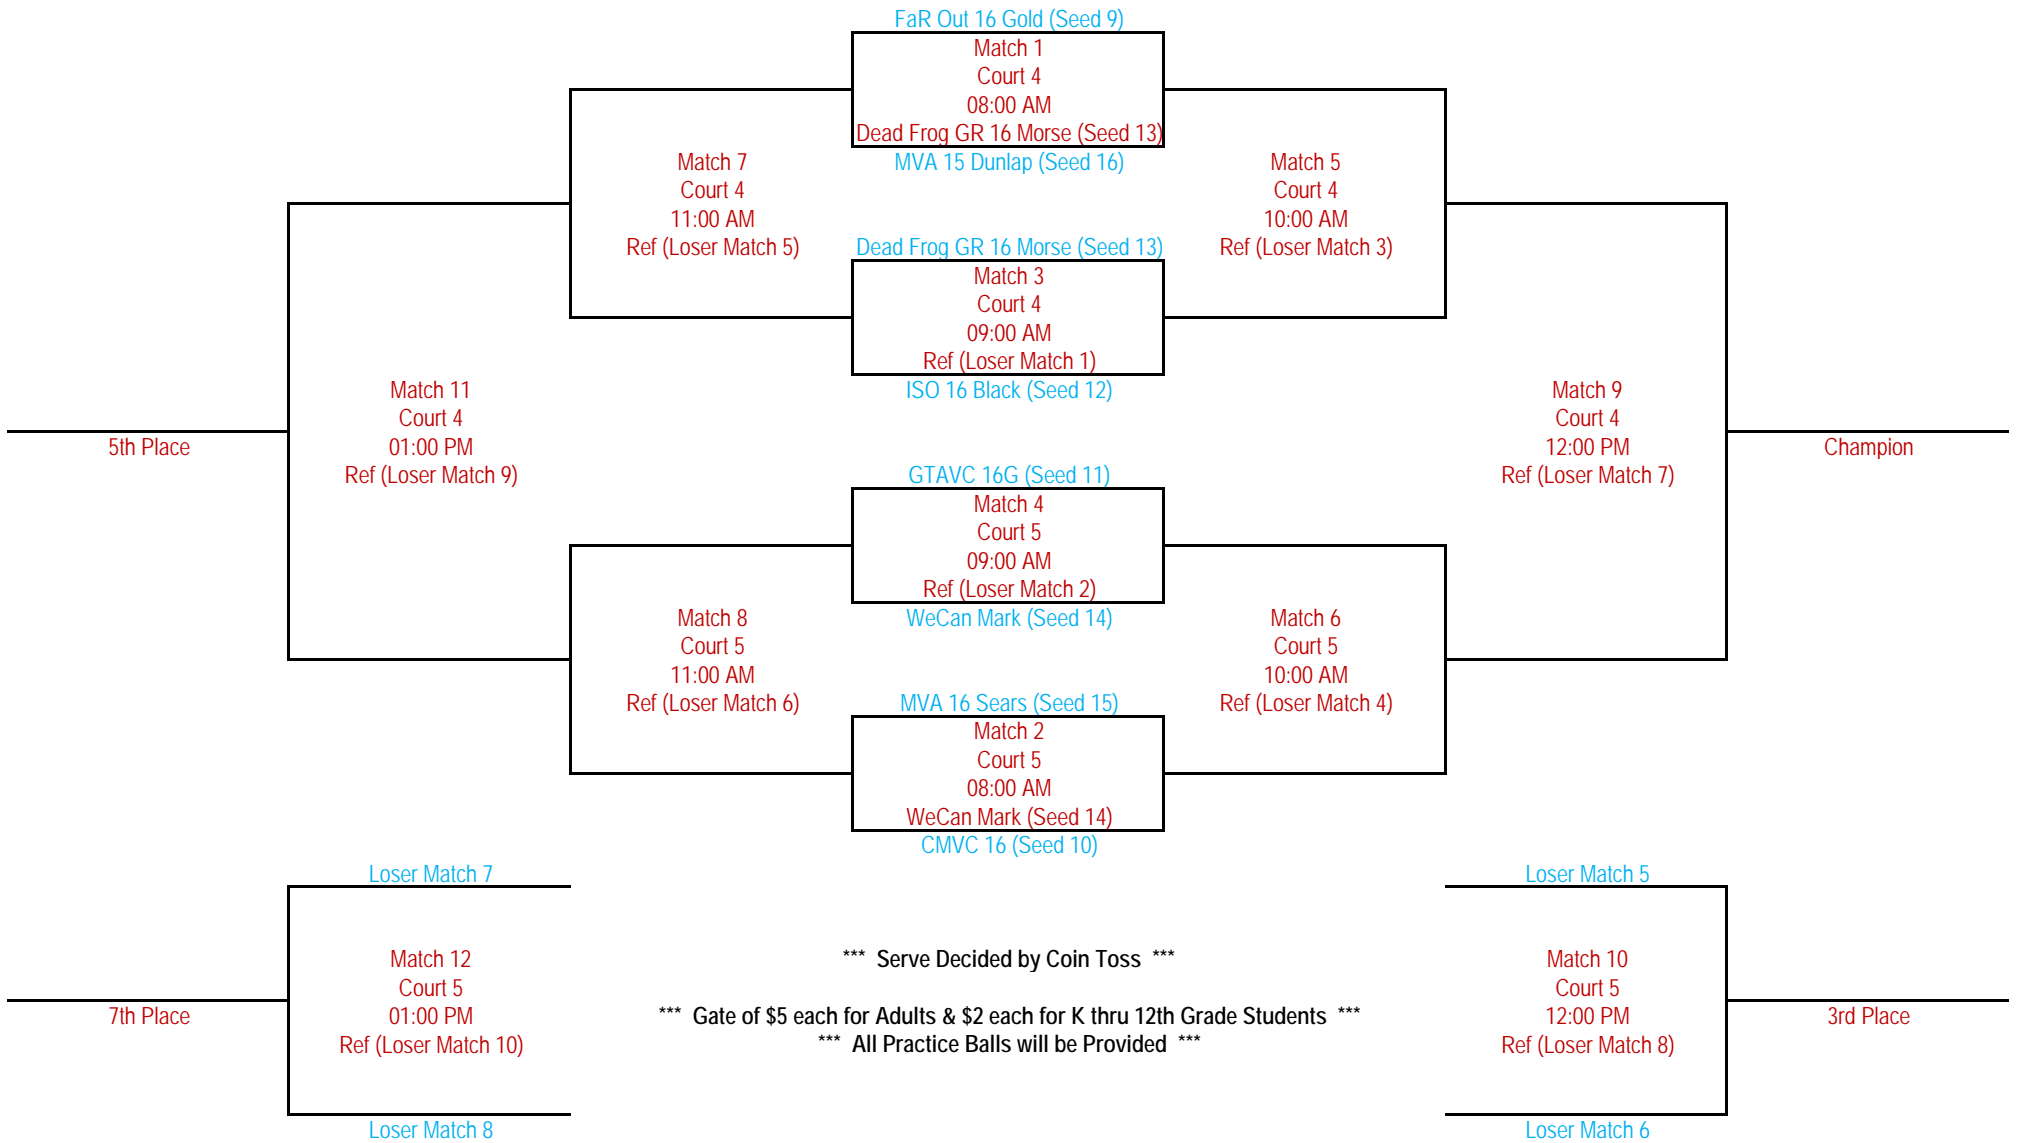 FaR Out 16 Gold (Seed 9)
Match 1
Court 4
08:00 AM
Dead Frog GR 16 Morse (Seed 13)
MVA 15 Dunlap (Seed 16)
Match 7
Court 4
11:00 AM
Ref (Loser Match 5)
Match 5
Court 4
10:00 AM
Ref (Loser Match 3)
Dead Frog GR 16 Morse (Seed 13)
Match 3
Court 4
09:00 AM
Ref (Loser Match 1)
ISO 16 Black (Seed 12)
Match 11
Court 4
01:00 PM
Ref (Loser Match 9)
5th Place
Match 9
Court 4
12:00 PM
Ref (Loser Match 7)
Champion
GTAVC 16G (Seed 11)
Match 4
Court 5
09:00 AM
Ref (Loser Match 2)
WeCan Mark (Seed 14)
Match 8
Court 5
11:00 AM
Ref (Loser Match 6)
Match 6
Court 5
10:00 AM
Ref (Loser Match 4)
MVA 16 Sears (Seed 15)
Match 2
Court 5
08:00 AM
WeCan Mark (Seed 14)
CMVC 16 (Seed 10)
Loser Match 7
Match 12
Court 5
01:00 PM
Ref (Loser Match 10)
7th Place
Loser Match 8
*** Serve Decided by Coin Toss ***
*** Gate of $5 each for Adults & $2 each for K thru 12th Grade Students ***
*** All Practice Balls will be Provided ***
Loser Match 5
Match 10
Court 5
12:00 PM
Ref (Loser Match 8)
3rd Place
Loser Match 6